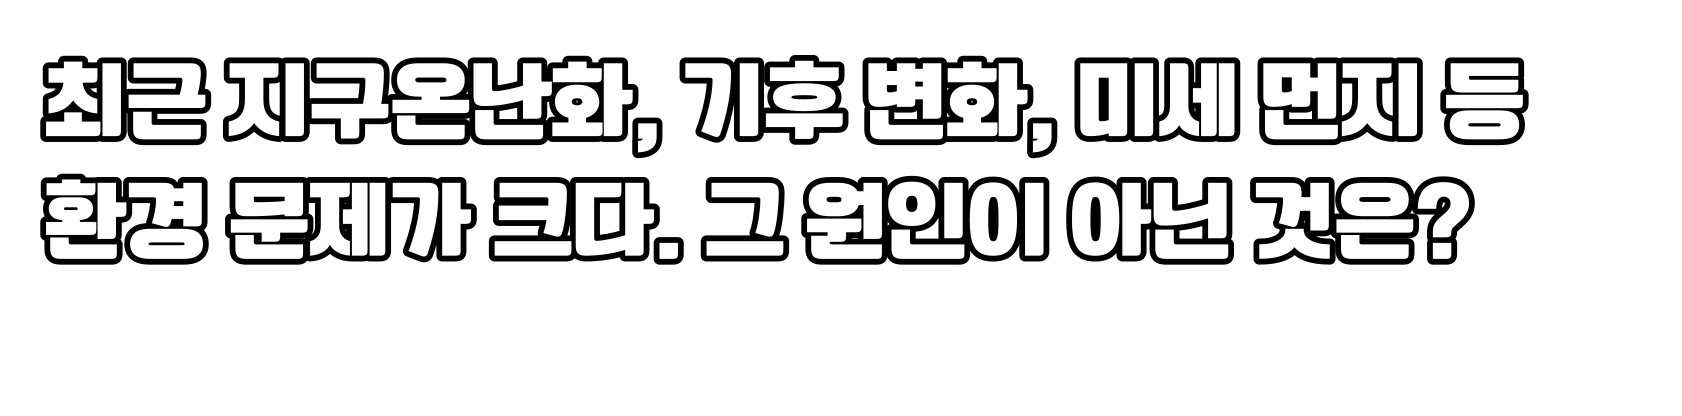 최근 지구온난화, 기후 변화, 미세 먼지 등
환경 문제가 크다. 그 원인이 아닌 것은?